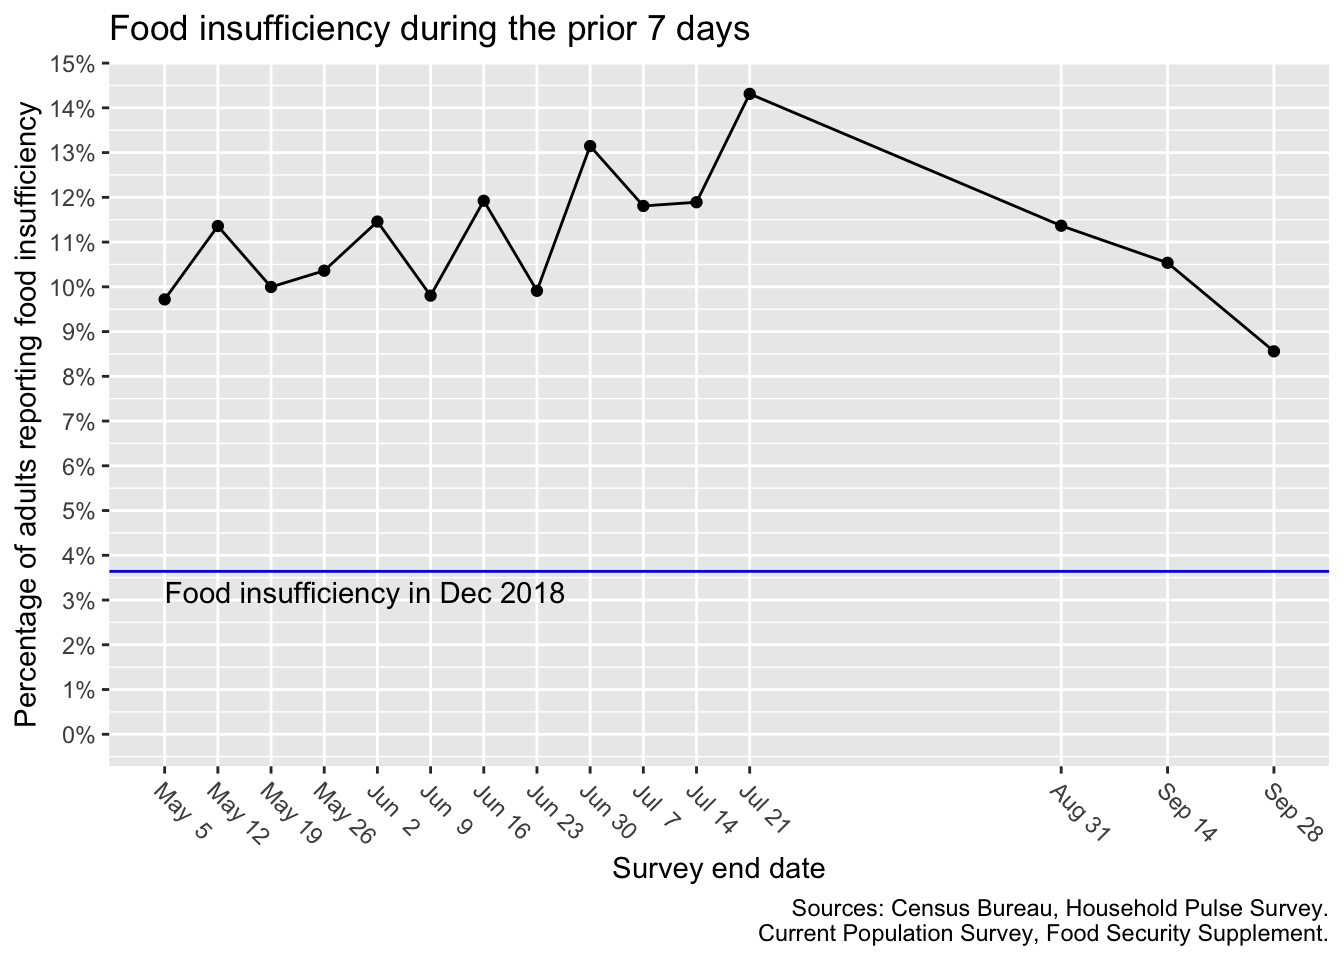 Food insufficiency during the prior 7 days
Percentage of adults reporting food insufficiency
15%
14%
13%
12%
11%
10%
9%
8%
7%
6%
5%
4%
3%
2%
1%
0%
Food insufficiency in Dec 2018
May 5
May 12
May 19
May 26
Jun 2
Jun 9
Jun 16
Jun 23
Jun 30
Jul 7
Jul 14
Jul 21
Aug 31
Sep 14
Sep 28
Survey end date
Sources: Census Bureau, Household Pulse Survey.
Current Population Survey, Food Security Supplement.